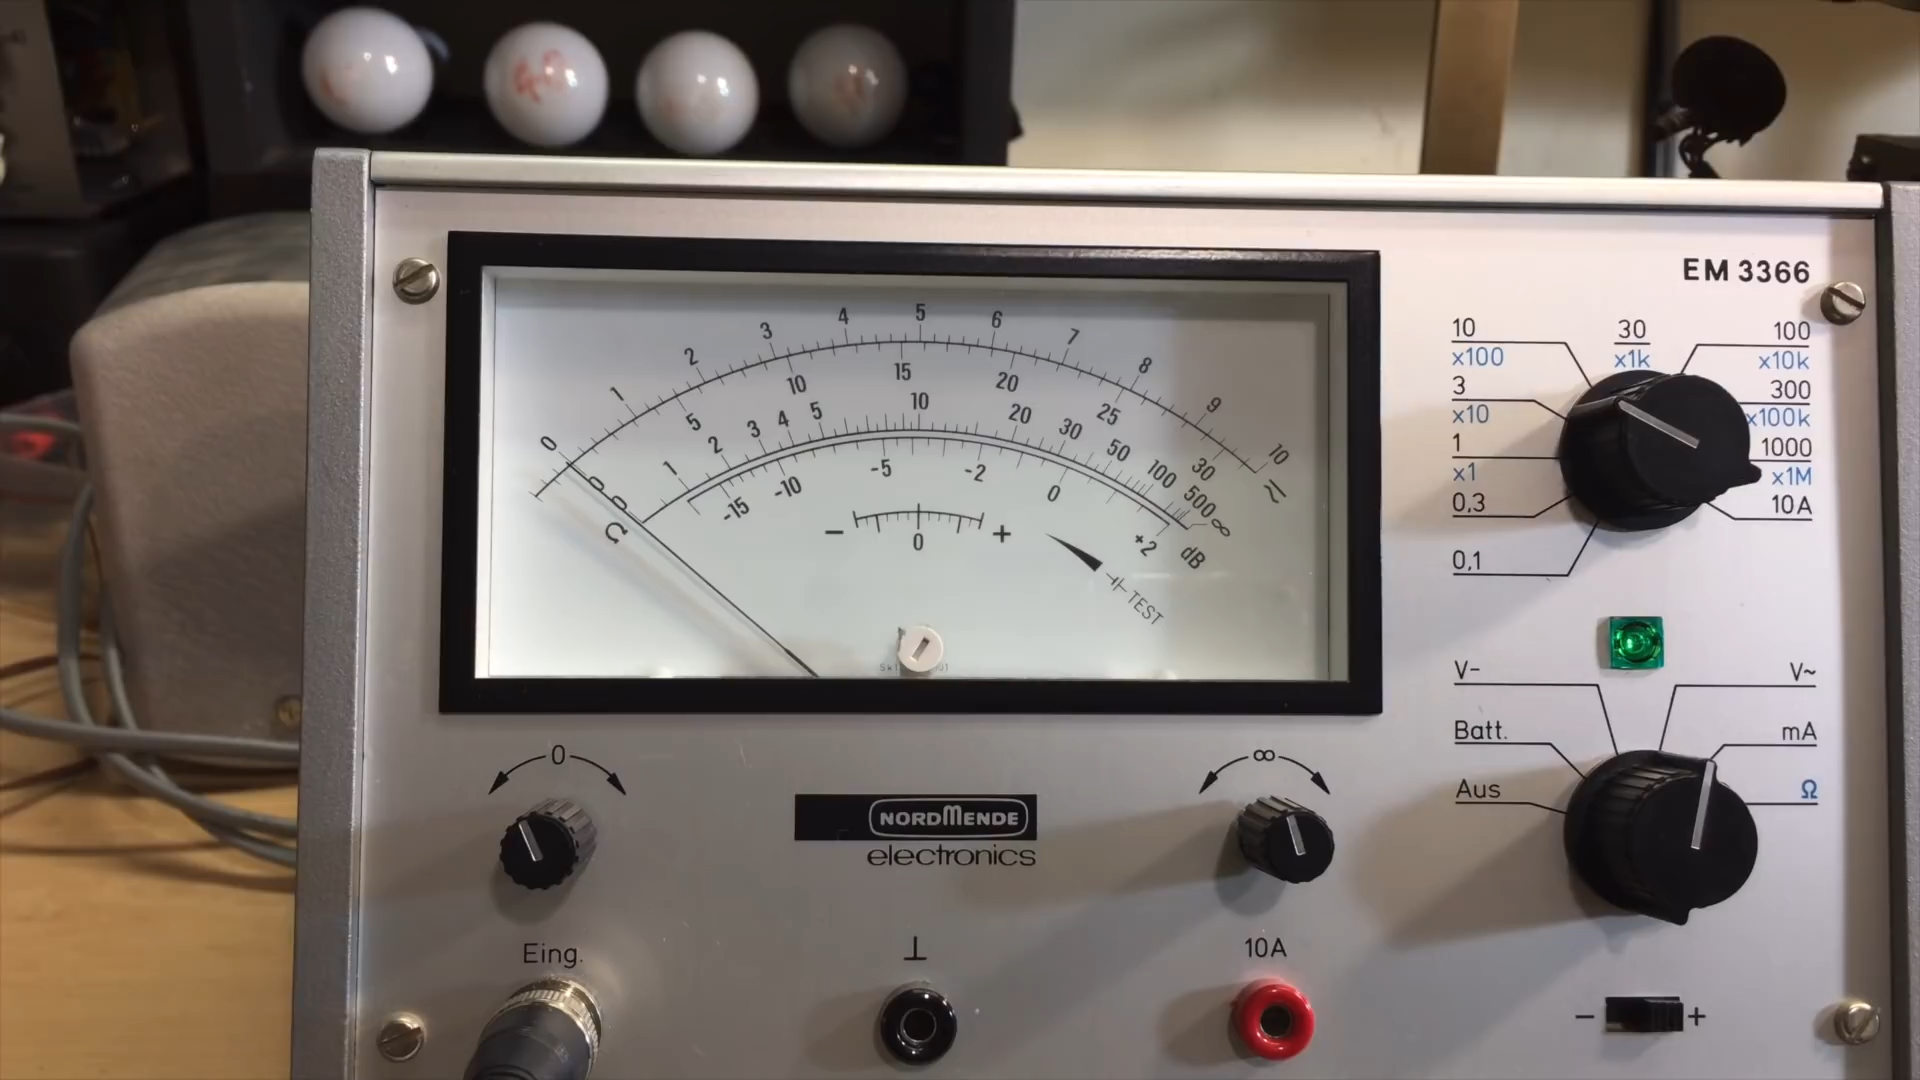 EM 3366
0 1 2 3 4 5 6 7 8 9 10
0 5 10 15 20 25 30
0 1 2 3 4 5 10 20 30 50 100 500 ∞
Ω
-15 -10 -5 -2 0 +2 dB
− 0 +
TEST
10 30 100
x100 x1k x10k
3 300
x10 x100k
1 1000
x1 x1M
0,3 10A
0,1
V- V~
Batt. mA
Aus Ω
0 ∞
NORDMENDE
electronics
Eing. ⊥ 10A
− +